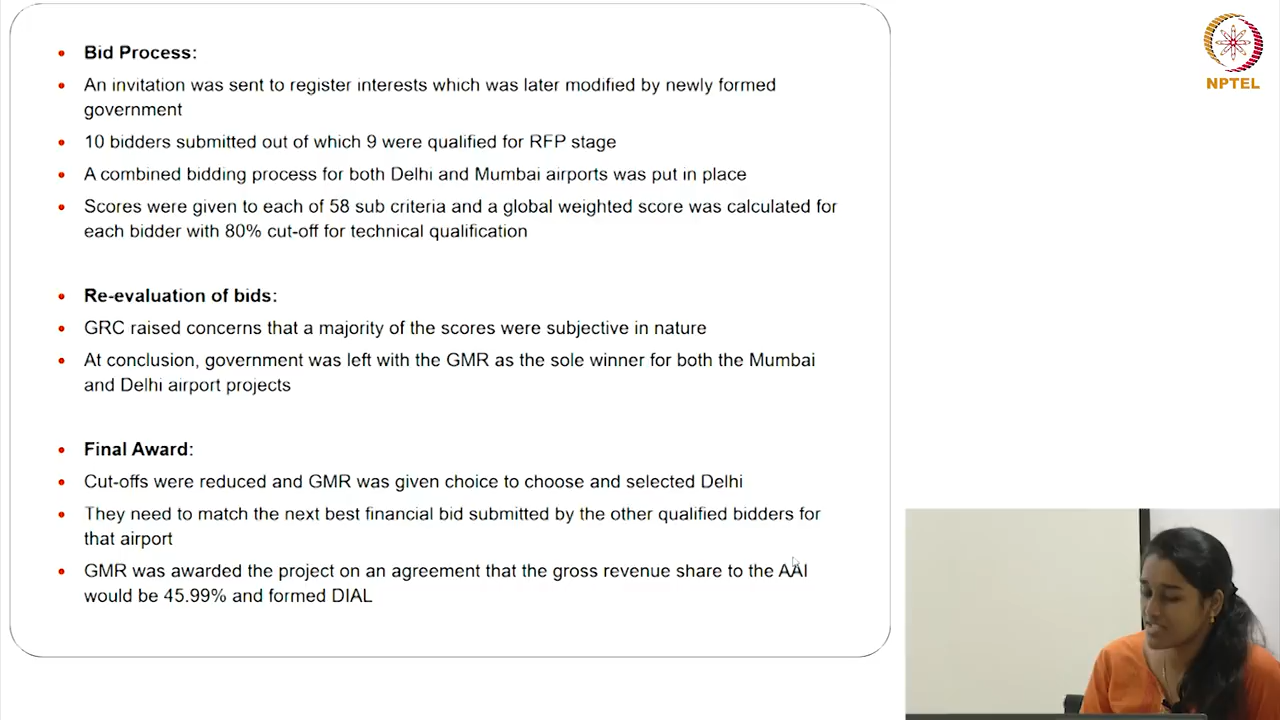 Bid Process:
An invitation was sent to register interests which was later modified by newly formed
government
10 bidders submitted out of which 9 were qualified for RFP stage
A combined bidding process for both Delhi and Mumbai airports was put in place
Scores were given to each of 58 sub criteria and a global weighted score was calculated for
each bidder with 80% cut-off for technical qualification
Re-evaluation of bids:
GRC raised concerns that a majority of the scores were subjective in nature
At conclusion, government was left with the GMR as the sole winner for both the Mumbai
and Delhi airport projects
Final Award:
Cut-offs were reduced and GMR was given choice to choose and selected Delhi
They need to match the next best financial bid submitted by the other qualified bidders for
that airport
GMR was awarded the project on an agreement that the gross revenue share to the AAI
would be 45.99% and formed DIAL
NPTEL